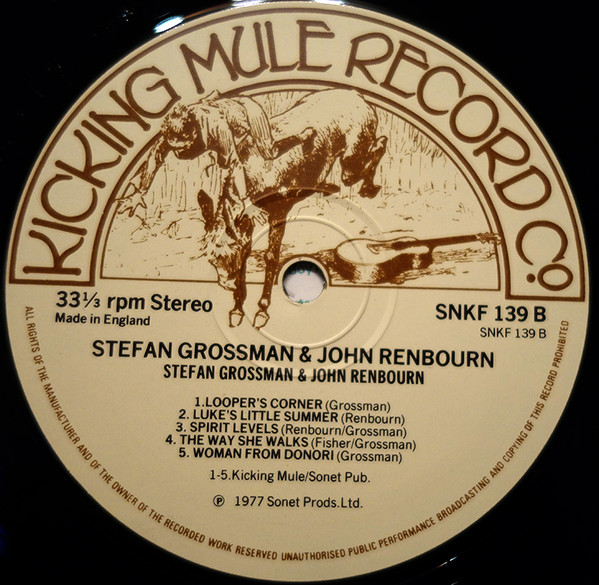 KICKING MULE RECORD CO.
33⅓ rpm Stereo
Made in England
SNKF 139 B
SNKF 139 B
STEFAN GROSSMAN & JOHN RENBOURN
STEFAN GROSSMAN & JOHN RENBOURN
1.LOOPER'S CORNER (Grossman)
2. LUKE'S LITTLE SUMMER (Renbourn)
3. SPIRIT LEVELS (Renbourn/Grossman)
4. THE WAY SHE WALKS (Fisher/Grossman)
5. WOMAN FROM DONORI (Grossman)
1-5.Kicking Mule/Sonet Pub.
Ⓟ 1977 Sonet Prods.Ltd.
ALL RIGHTS OF THE MANUFACTURER AND OF THE OWNER OF THE RECORDED WORK RESERVED UNAUTHORISED PUBLIC PERFORMANCE BROADCASTING AND COPYING OF THIS RECORD PROHIBITED